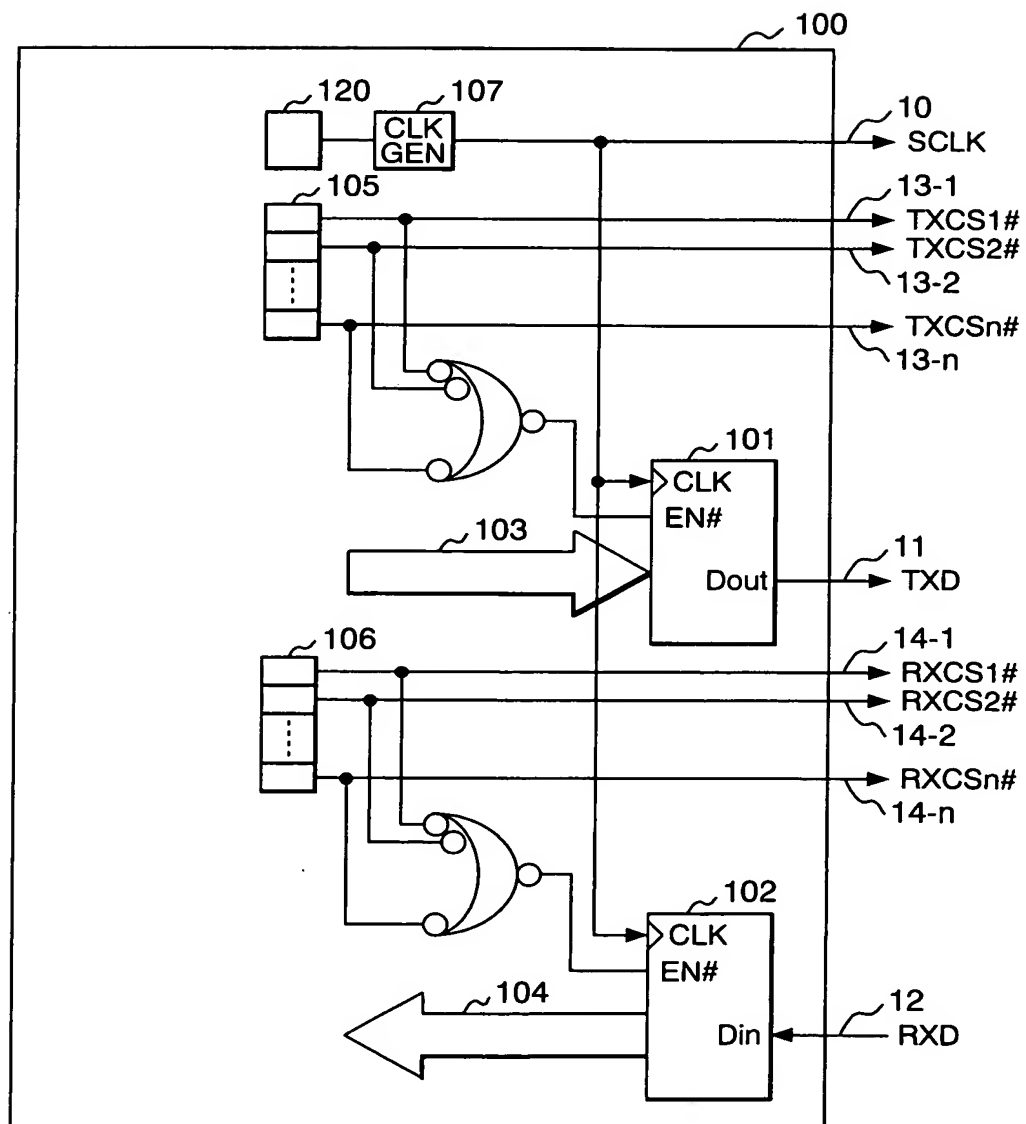 100
120
107
CLK
GEN
10
SCLK
105
13-1
TXCS1#
TXCS2#
13-2
TXCSn#
13-n
101
CLK
EN#
103
Dout
11
TXD
106
14-1
RXCS1#
RXCS2#
14-2
RXCSn#
14-n
102
CLK
EN#
104
Din
12
RXD